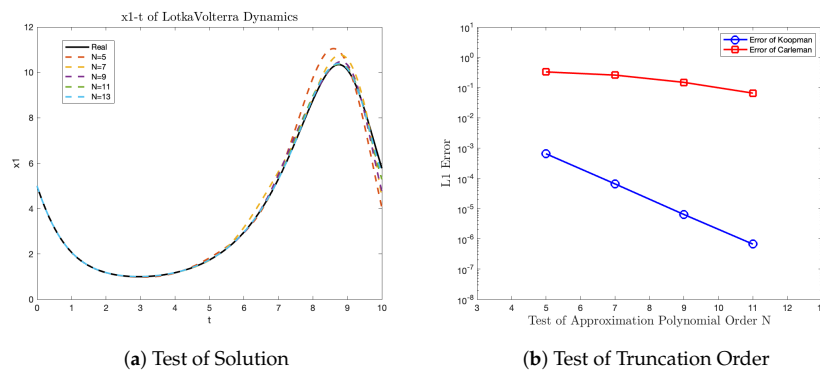 x1-t of LotkaVolterra Dynamics
12
10
8
6
4
2
0
x1
Real
N=5
N=7
N=9
N=11
N=13
0 1 2 3 4 5 6 7 8 9 10
t
(a) Test of Solution
10^1
10^0
10^-1
10^-2
10^-3
10^-4
10^-5
10^-6
10^-7
10^-8
L1 Error
Error of Koopman
Error of Carleman
3 4 5 6 7 8 9 10 11 12 13
Test of Approximation Polynomial Order N
(b) Test of Truncation Order